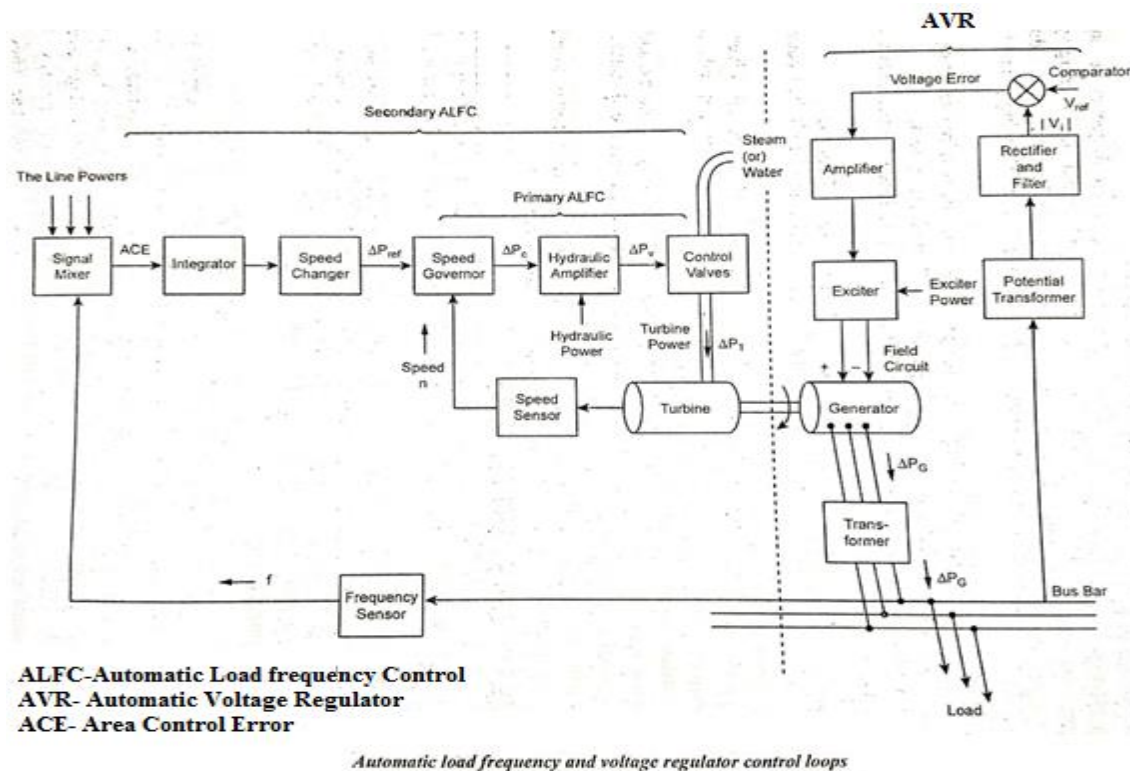 AVR
Voltage Error
Comparator
Vref
|Vi|
Secondary ALFC
Steam
(or)
Water
Amplifier
Rectifier
and
Filter
The Line Powers
Primary ALFC
Signal
Mixer
ACE
Integrator
Speed
Changer
ΔPref
Speed
Governor
ΔPc
Hydraulic
Amplifier
ΔPv
Control
Valves
Exciter
Exciter
Power
Potential
Transformer
Hydraulic
Power
Turbine
Power
ΔPT
+ −
Field
Circuit
Speed
n
Speed
Sensor
Turbine
Generator
ΔPG
Trans-
former
ΔPG
Bus Bar
f
Frequency
Sensor
Load
ALFC-Automatic Load frequency Control
AVR- Automatic Voltage Regulator
ACE- Area Control Error
Automatic load frequency and voltage regulator control loops